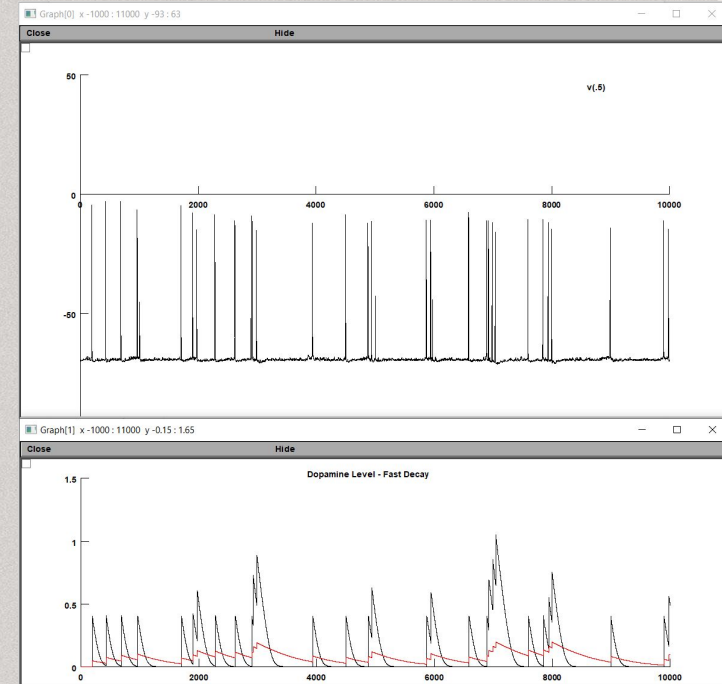 Graph[0] x -1000 : 11000 y -93 : 63
Close Hide
50
v(.5)
0
0 2000 4000 6000 8000 10000
-50
Graph[1] x -1000 : 11000 y -0.15 : 1.65
Close Hide
Dopamine Level - Fast Decay
1.5
1
0.5
0
0 2000 4000 6000 8000 10000